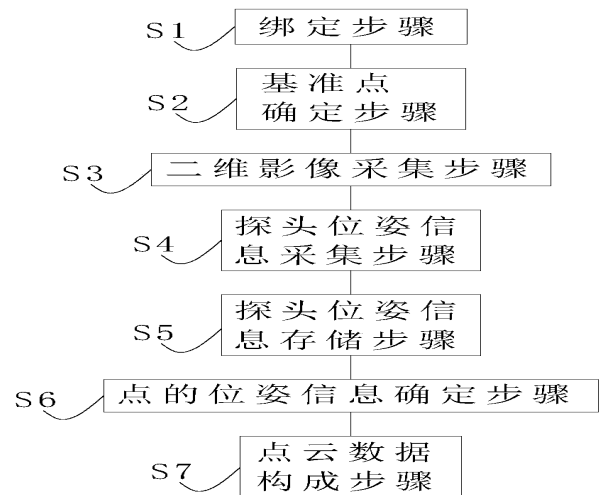 S1 绑定步骤
S2 基准点
确定步骤
S3 二维影像采集步骤
S4 探头位姿信
息采集步骤
S5 探头位姿信
息存储步骤
S6 点的位姿信息确定步骤
S7 点云数据
构成步骤